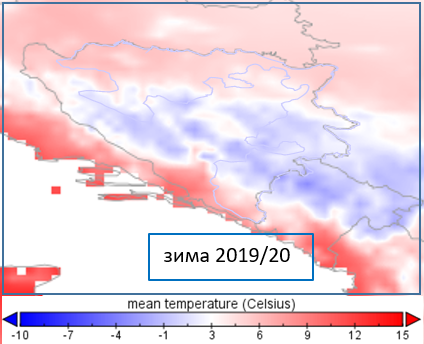 зима 2019/20
mean temperature (Celsius)
-10 -7 -4 -1 3 6 9 12 15